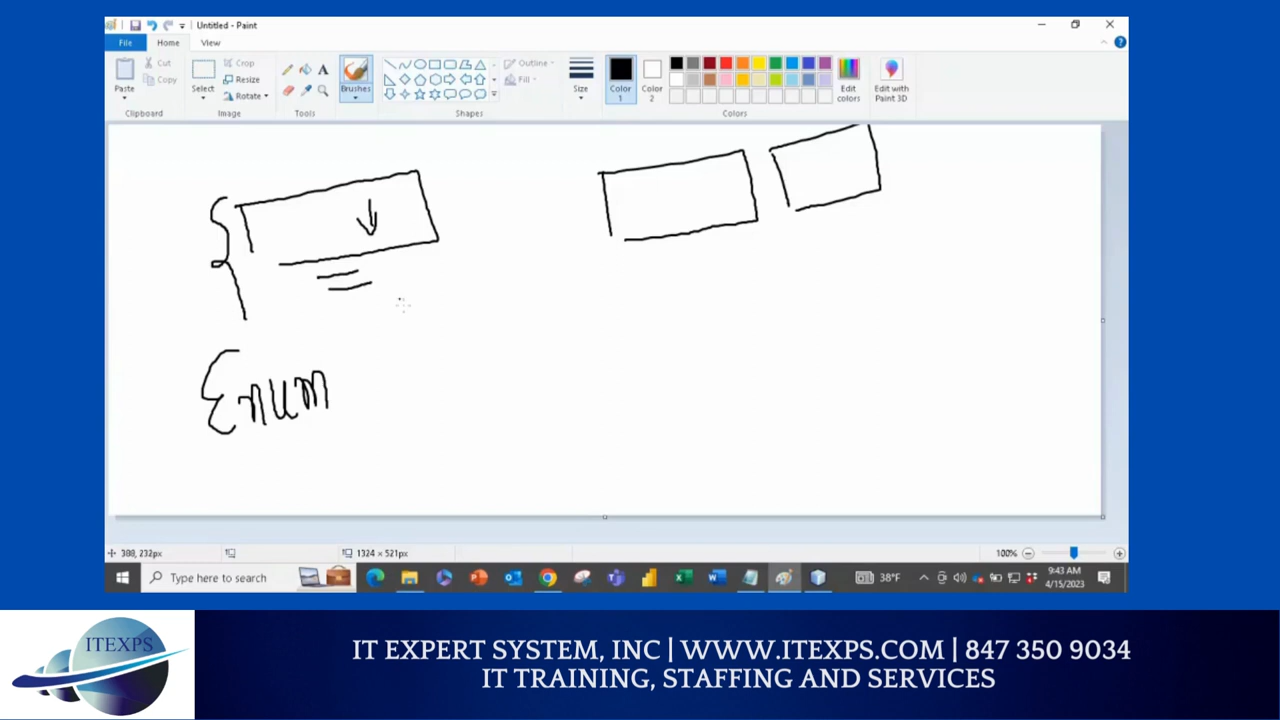 Untitled - Paint
File Home View
Cut
Copy
Paste
Clipboard
Crop
Resize
Rotate
Select
Image
A
Tools
Brushes
Outline
Fill
Shapes
Size
Color 1
Color 2
Edit colors
Edit with Paint 3D
Colors
Enum
388, 232px
1324 × 521px
100%
Type here to search
38°F
9:43 AM
4/15/2023
ITEXPS
IT EXPERT SYSTEM, INC | WWW.ITEXPS.COM | 847 350 9034
IT TRAINING, STAFFING AND SERVICES